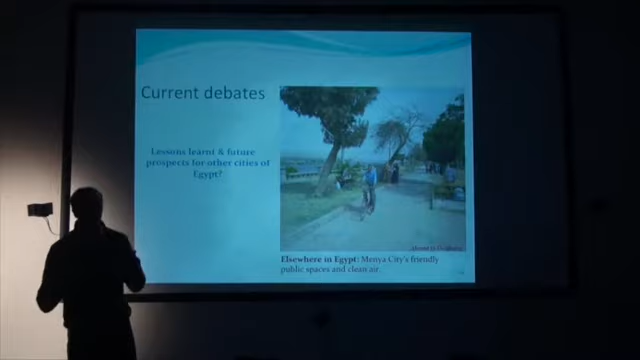 Current debates
Lessons learnt & future
prospects for other cities of
Egypt?
Elsewhere in Egypt: Menya City's friendly
public spaces and clean air.